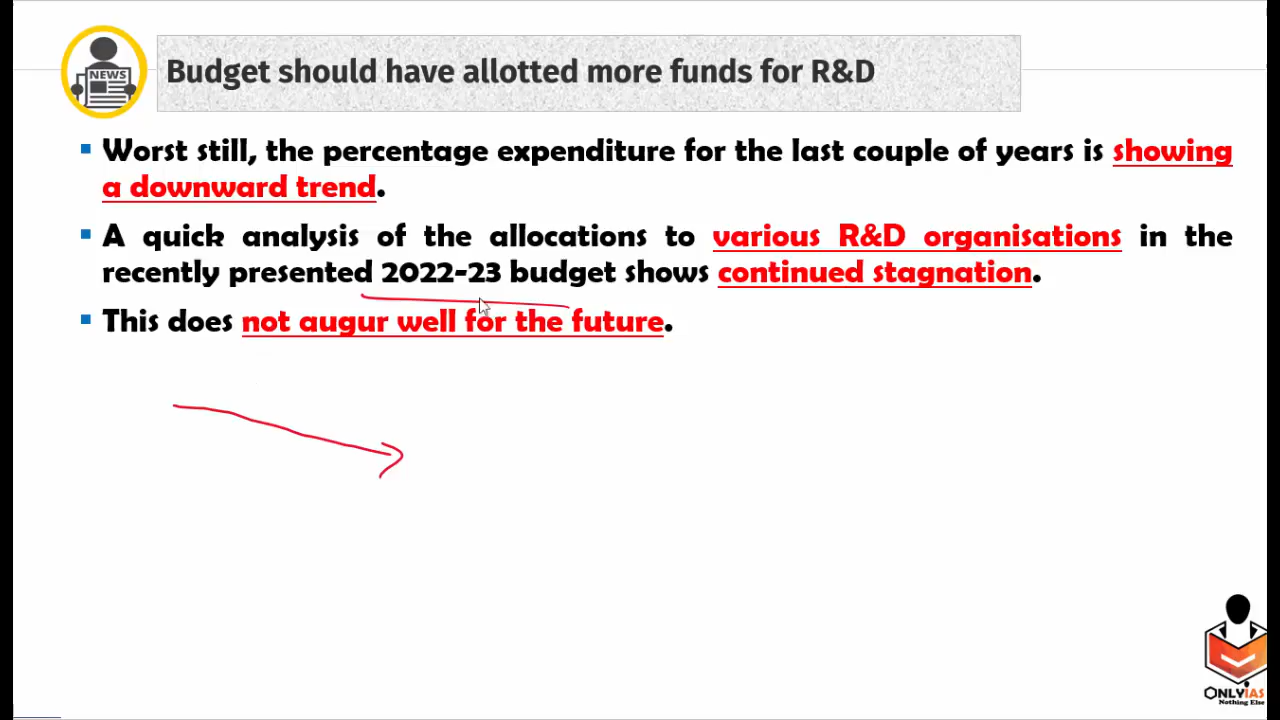 NEWS
Budget should have allotted more funds for R&D
Worst still, the percentage expenditure for the last couple of years is showing
a downward trend.
A quick analysis of the allocations to various R&D organisations in the
recently presented 2022-23 budget shows continued stagnation.
This does not augur well for the future.
ONLYIAS
Nothing Else